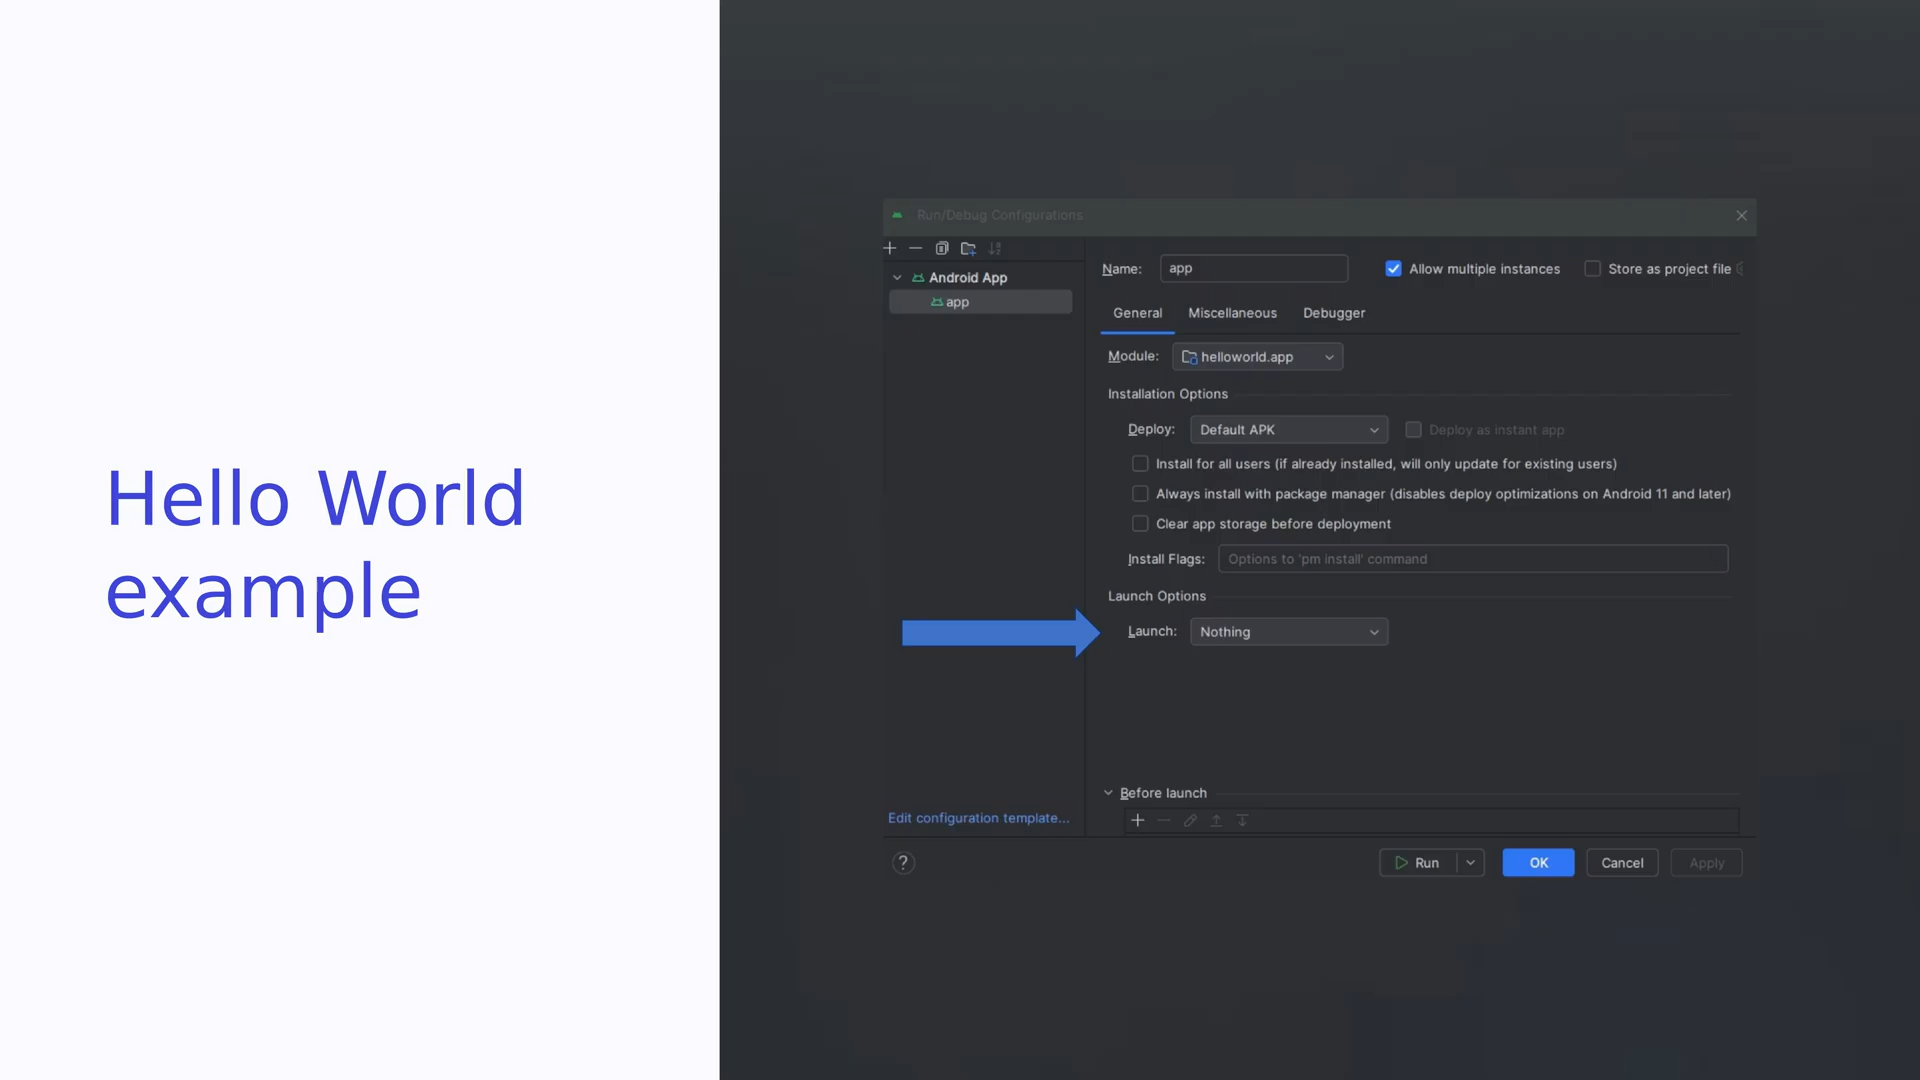 Hello World
example
Run/Debug Configurations
Android App
app
Name: app
Allow multiple instances
Store as project file
General Miscellaneous Debugger
Module: helloworld.app
Installation Options
Deploy: Default APK
Deploy as instant app
Install for all users (if already installed, will only update for existing users)
Always install with package manager (disables deploy optimizations on Android 11 and later)
Clear app storage before deployment
Install Flags: Options to 'pm install' command
Launch Options
Launch: Nothing
Before launch
Edit configuration template...
? Run OK Cancel Apply